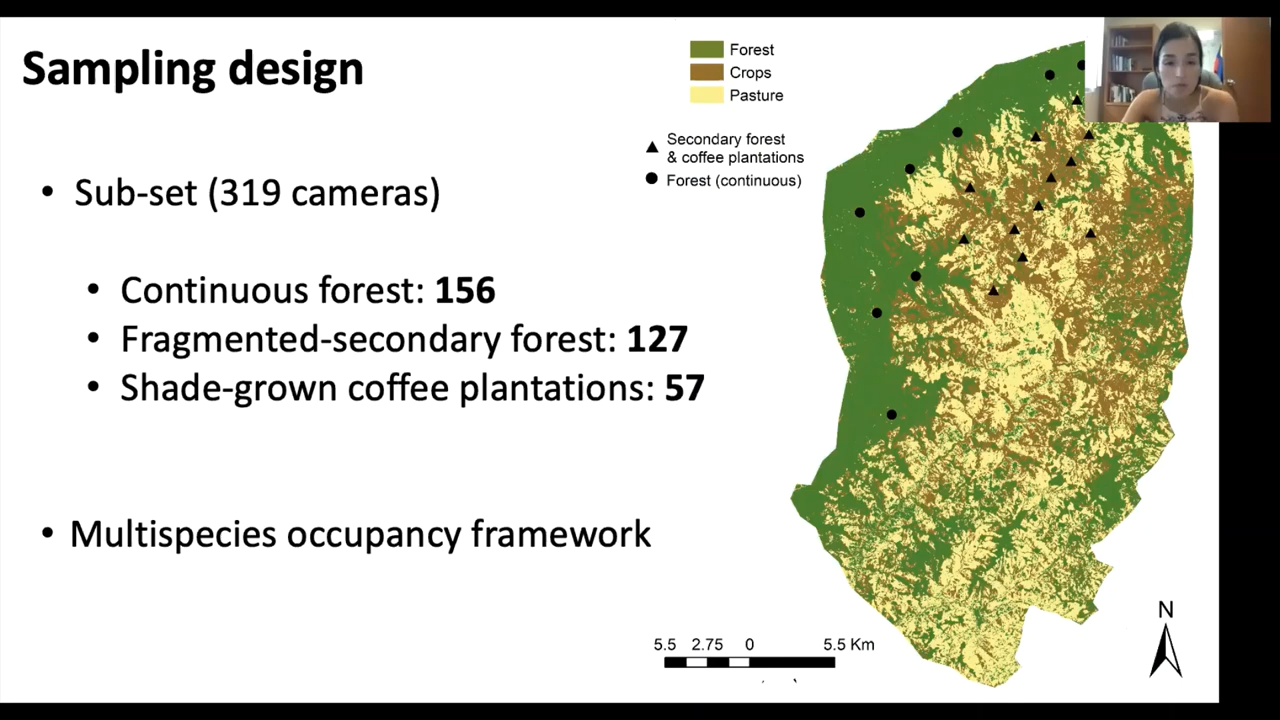 Sampling design
• Sub-set (319 cameras)
• Continuous forest: 156
• Fragmented-secondary forest: 127
• Shade-grown coffee plantations: 57
• Multispecies occupancy framework
Forest
Crops
Pasture
Secondary forest
& coffee plantations
Forest (continuous)
5.5 2.75 0 5.5 Km
N